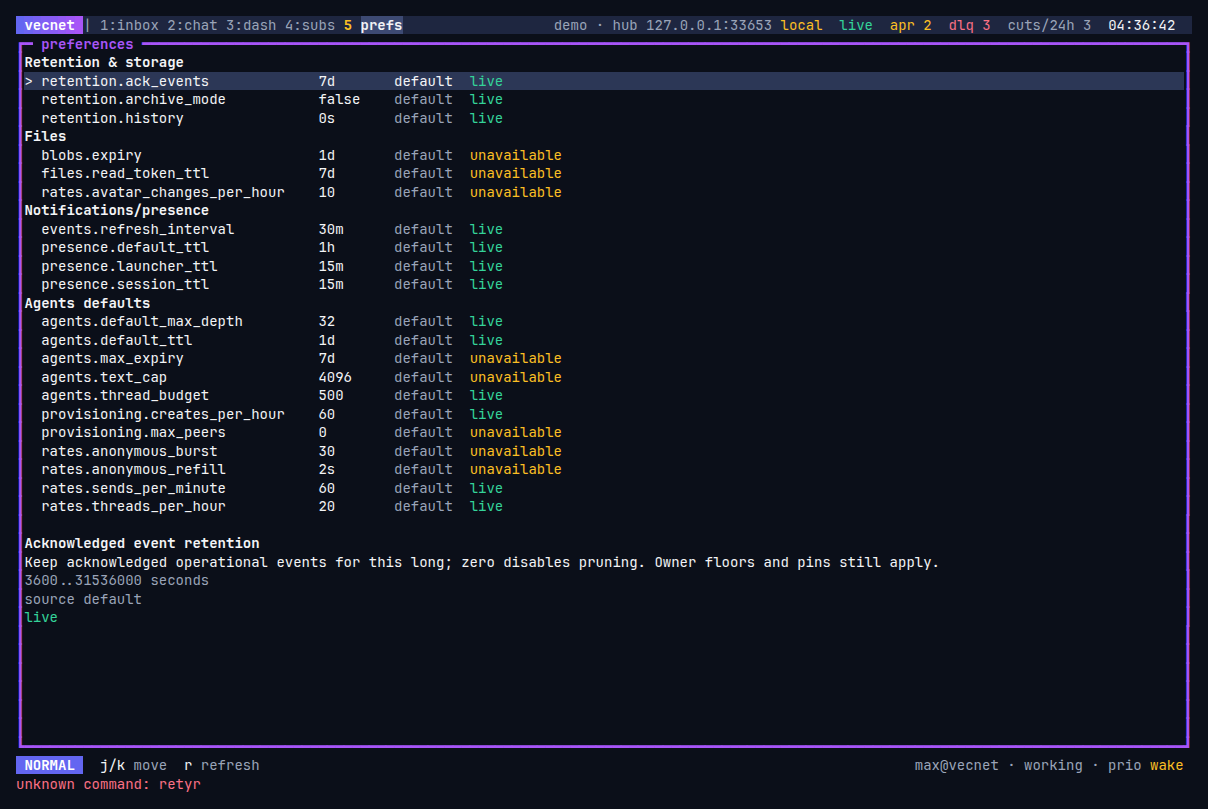 vecnet | 1:inbox 2:chat 3:dash 4:subs 5 prefs demo · hub 127.0.0.1:33653 local live apr 2 dlq 3 cuts/24h 3 04:36:42
preferences
Retention & storage
> retention.ack_events 7d default live
retention.archive_mode false default live
retention.history 0s default live
Files
blobs.expiry 1d default unavailable
files.read_token_ttl 7d default unavailable
rates.avatar_changes_per_hour 10 default unavailable
Notifications/presence
events.refresh_interval 30m default live
presence.default_ttl 1h default live
presence.launcher_ttl 15m default live
presence.session_ttl 15m default live
Agents defaults
agents.default_max_depth 32 default live
agents.default_ttl 1d default live
agents.max_expiry 7d default unavailable
agents.text_cap 4096 default unavailable
agents.thread_budget 500 default live
provisioning.creates_per_hour 60 default live
provisioning.max_peers 0 default unavailable
rates.anonymous_burst 30 default unavailable
rates.anonymous_refill 2s default unavailable
rates.sends_per_minute 60 default live
rates.threads_per_hour 20 default live
Acknowledged event retention
Keep acknowledged operational events for this long; zero disables pruning. Owner floors and pins still apply.
3600..31536000 seconds
source default
live
NORMAL j/k move r refresh max@vecnet · working · prio wake
unknown command: retyr